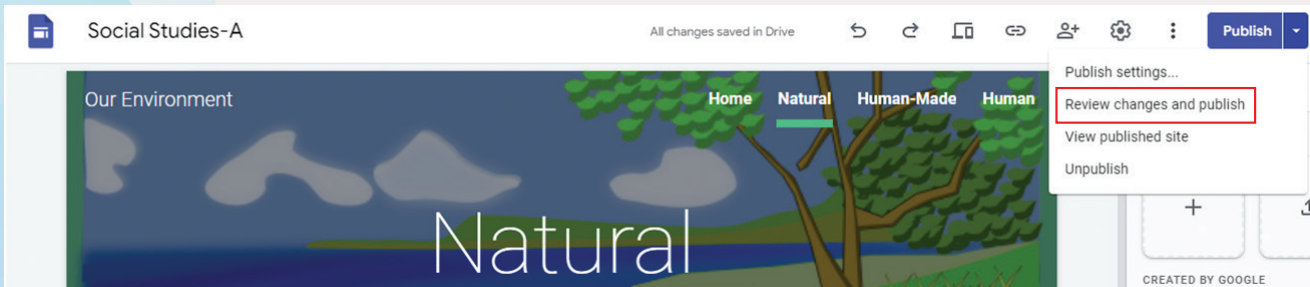 Social Studies-A
All changes saved in Drive
Publish
Publish settings...
Review changes and publish
View published site
Unpublish
Our Environment
Home Natural Human-Made Human
Natural
CREATED BY GOOGLE